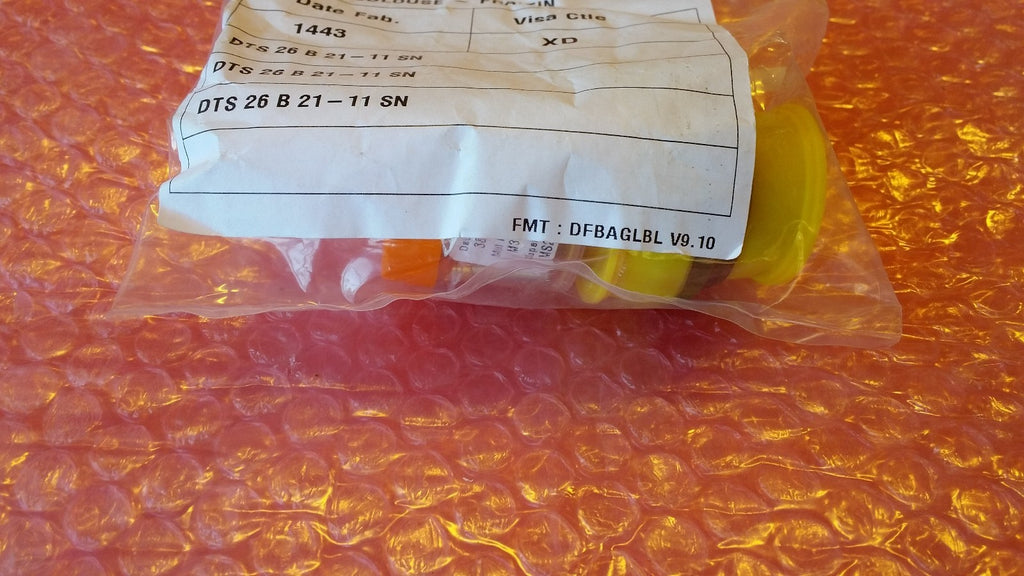 Date Fab.
Visa Ctle
1443
XD
DTS 26 B 21-11 SN
DTS 26 B 21-11 SN
DTS 26 B 21-11 SN
FMT : DFBAGLBL V9.10